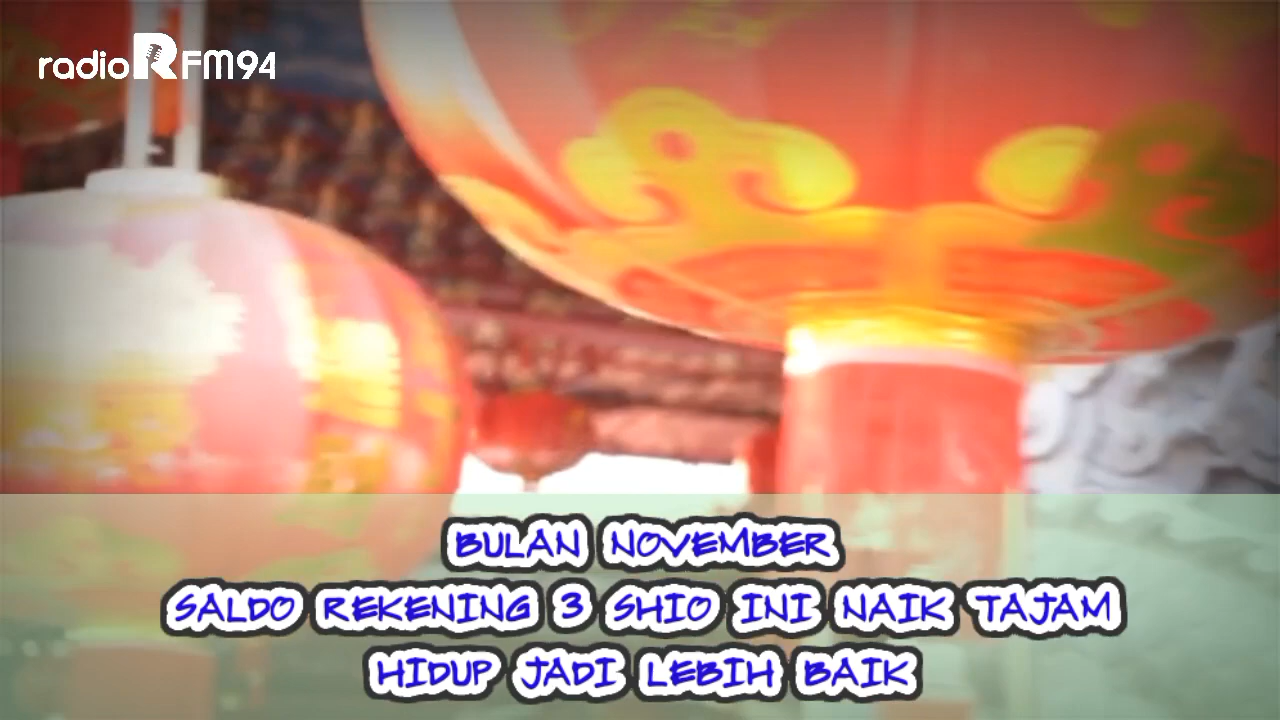 radioRFM94
BULAN NOVEMBER
SALDO REKENING 3 SHIO INI NAIK TAJAM
HIDUP JADI LEBIH BAIK